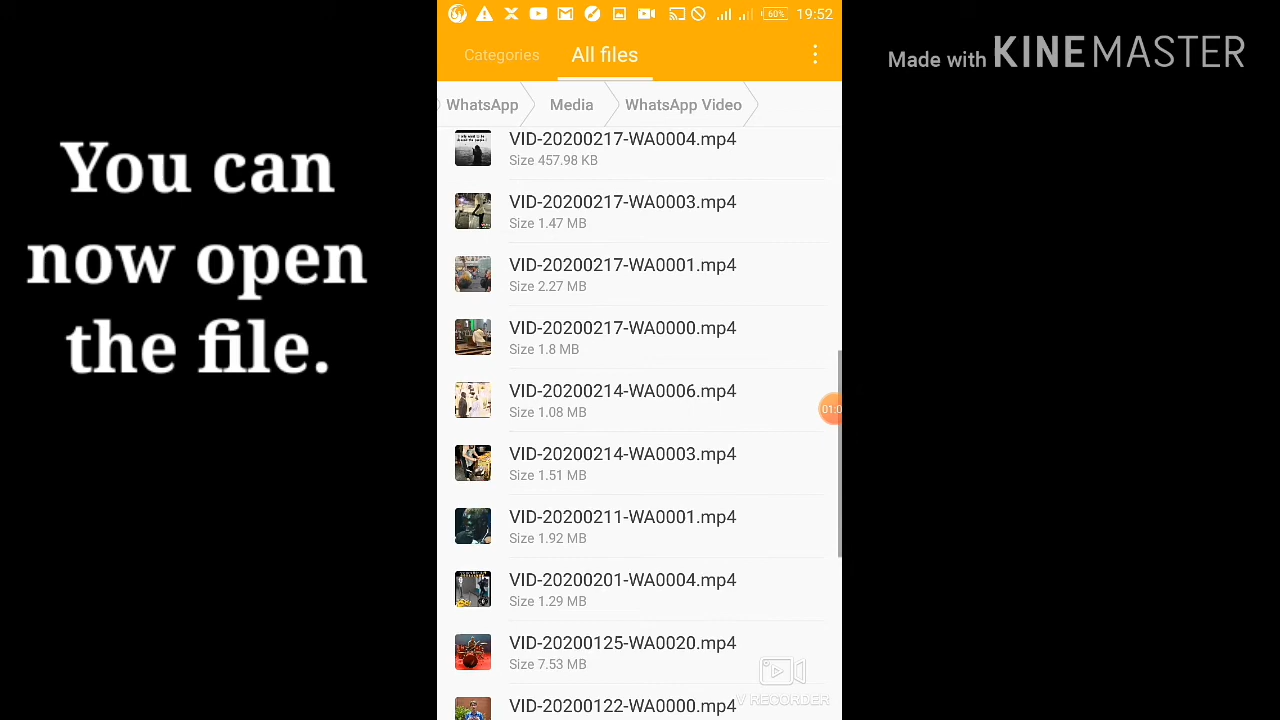 60% 19:52
Categories All files
WhatsApp Media WhatsApp Video
VID-20200217-WA0004.mp4
Size 457.98 KB
VID-20200217-WA0003.mp4
Size 1.47 MB
VID-20200217-WA0001.mp4
Size 2.27 MB
VID-20200217-WA0000.mp4
Size 1.8 MB
VID-20200214-WA0006.mp4
Size 1.08 MB
VID-20200214-WA0003.mp4
Size 1.51 MB
VID-20200211-WA0001.mp4
Size 1.92 MB
VID-20200201-WA0004.mp4
Size 1.29 MB
VID-20200125-WA0020.mp4
Size 7.53 MB
VID-20200122-WA0000.mp4
You can
now open
the file.
Made with KINEMASTER
01:0
V RECORDER